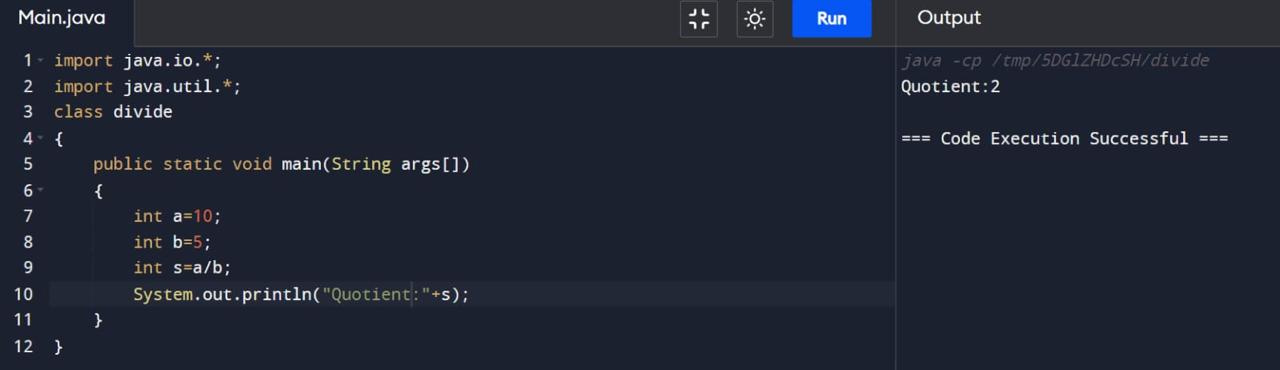 Main.java
Run
Output
1 import java.io.*;
2 import java.util.*;
3 class divide
4 {
5     public static void main(String args[])
6     {
7         int a=10;
8         int b=5;
9         int s=a/b;
10         System.out.println("Quotient:"+s);
11     }
12 }
java -cp /tmp/5DGlZHDcSH/divide
Quotient:2
=== Code Execution Successful ===